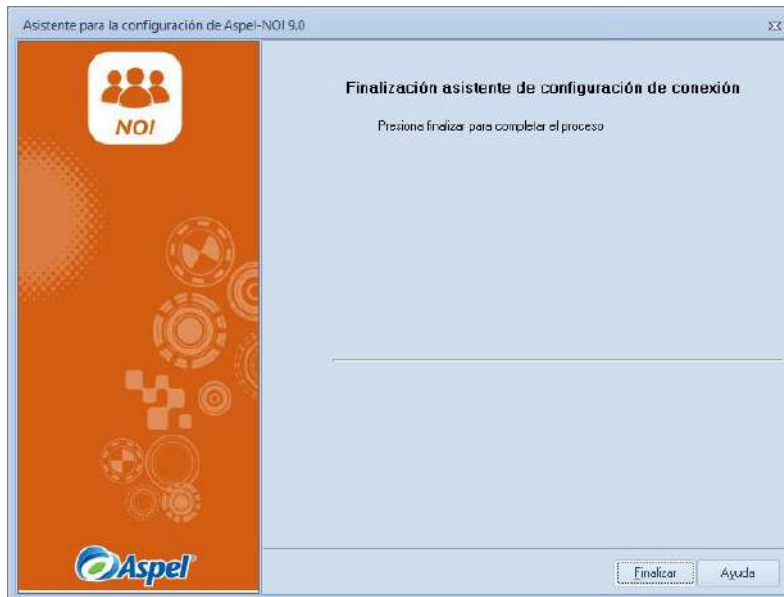 Asistente para la configuración de Aspel-NOI 9.0
NOI
Finalización asistente de configuración de conexión
Presiona finalizar para completar el proceso
Aspel
Finalizar
Ayuda